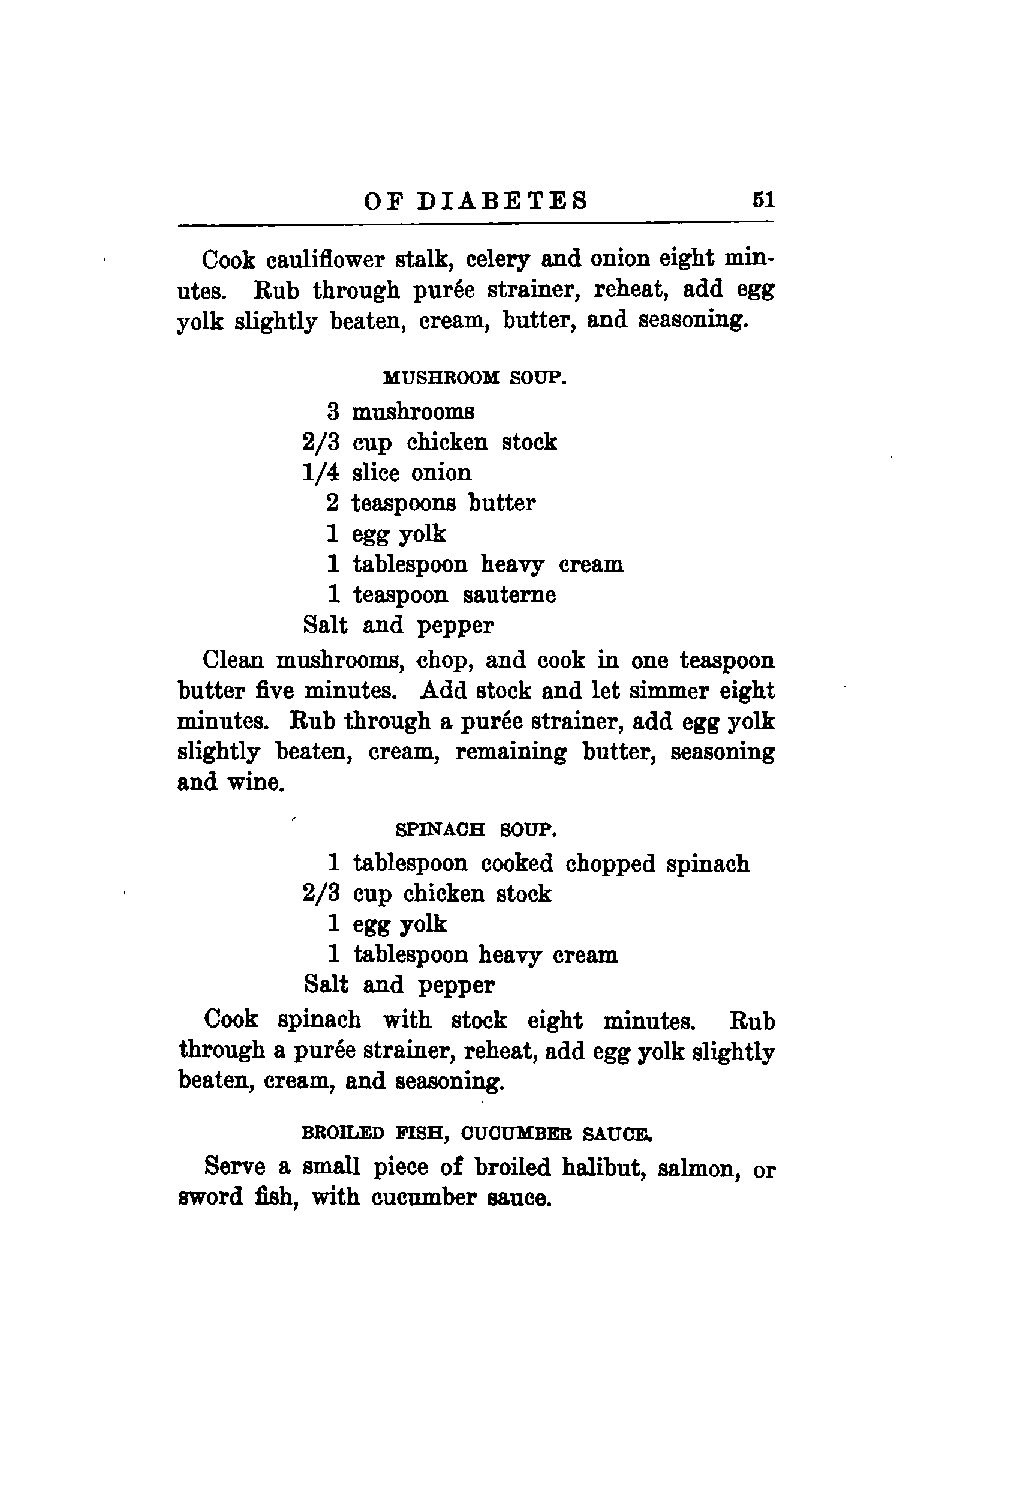 OF DIABETES 51
Cook cauliflower stalk, celery and onion eight min-
utes. Rub through purée strainer, reheat, add egg
yolk slightly beaten, cream, butter, and seasoning.
MUSHROOM SOUP.
3 mushrooms
2/3 cup chicken stock
1/4 slice onion
2 teaspoons butter
1 egg yolk
1 tablespoon heavy cream
1 teaspoon sauterne
Salt and pepper
Clean mushrooms, chop, and cook in one teaspoon
butter five minutes. Add stock and let simmer eight
minutes. Rub through a purée strainer, add egg yolk
slightly beaten, cream, remaining butter, seasoning
and wine.
SPINACH SOUP.
1 tablespoon cooked chopped spinach
2/3 cup chicken stock
1 egg yolk
1 tablespoon heavy cream
Salt and pepper
Cook spinach with stock eight minutes. Rub
through a purée strainer, reheat, add egg yolk slightly
beaten, cream, and seasoning.
BROILED FISH, CUCUMBER SAUCE.
Serve a small piece of broiled halibut, salmon, or
sword fish, with cucumber sauce.